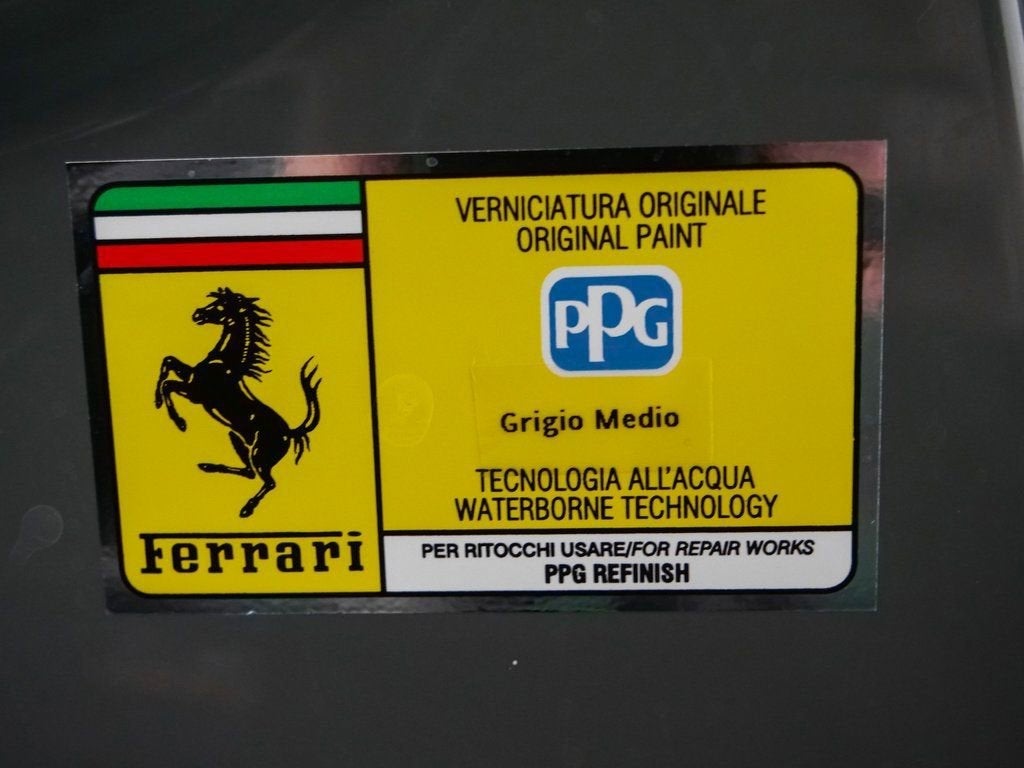 Ferrari
VERNICIATURA ORIGINALE
ORIGINAL PAINT
PPG
Grigio Medio
TECNOLOGIA ALL'ACQUA
WATERBORNE TECHNOLOGY
PER RITOCCHI USARE/FOR REPAIR WORKS
PPG REFINISH